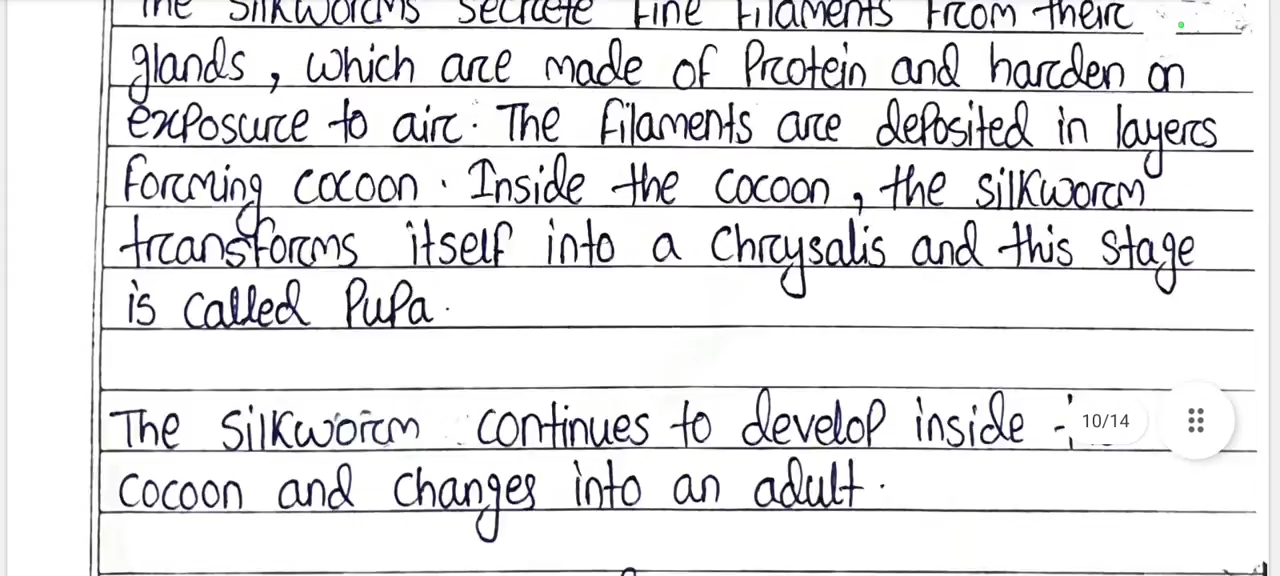 The Silkworms secrete fine filaments from their
glands, which are made of Protein and harden on
exposure to air. The filaments are deposited in layers
forming cocoon. Inside the cocoon, the silkworm
transforms itself into a Chrysalis and this stage
is called PuPa.
The Silkworm continues to develop inside
10/14
cocoon and changes into an adult.